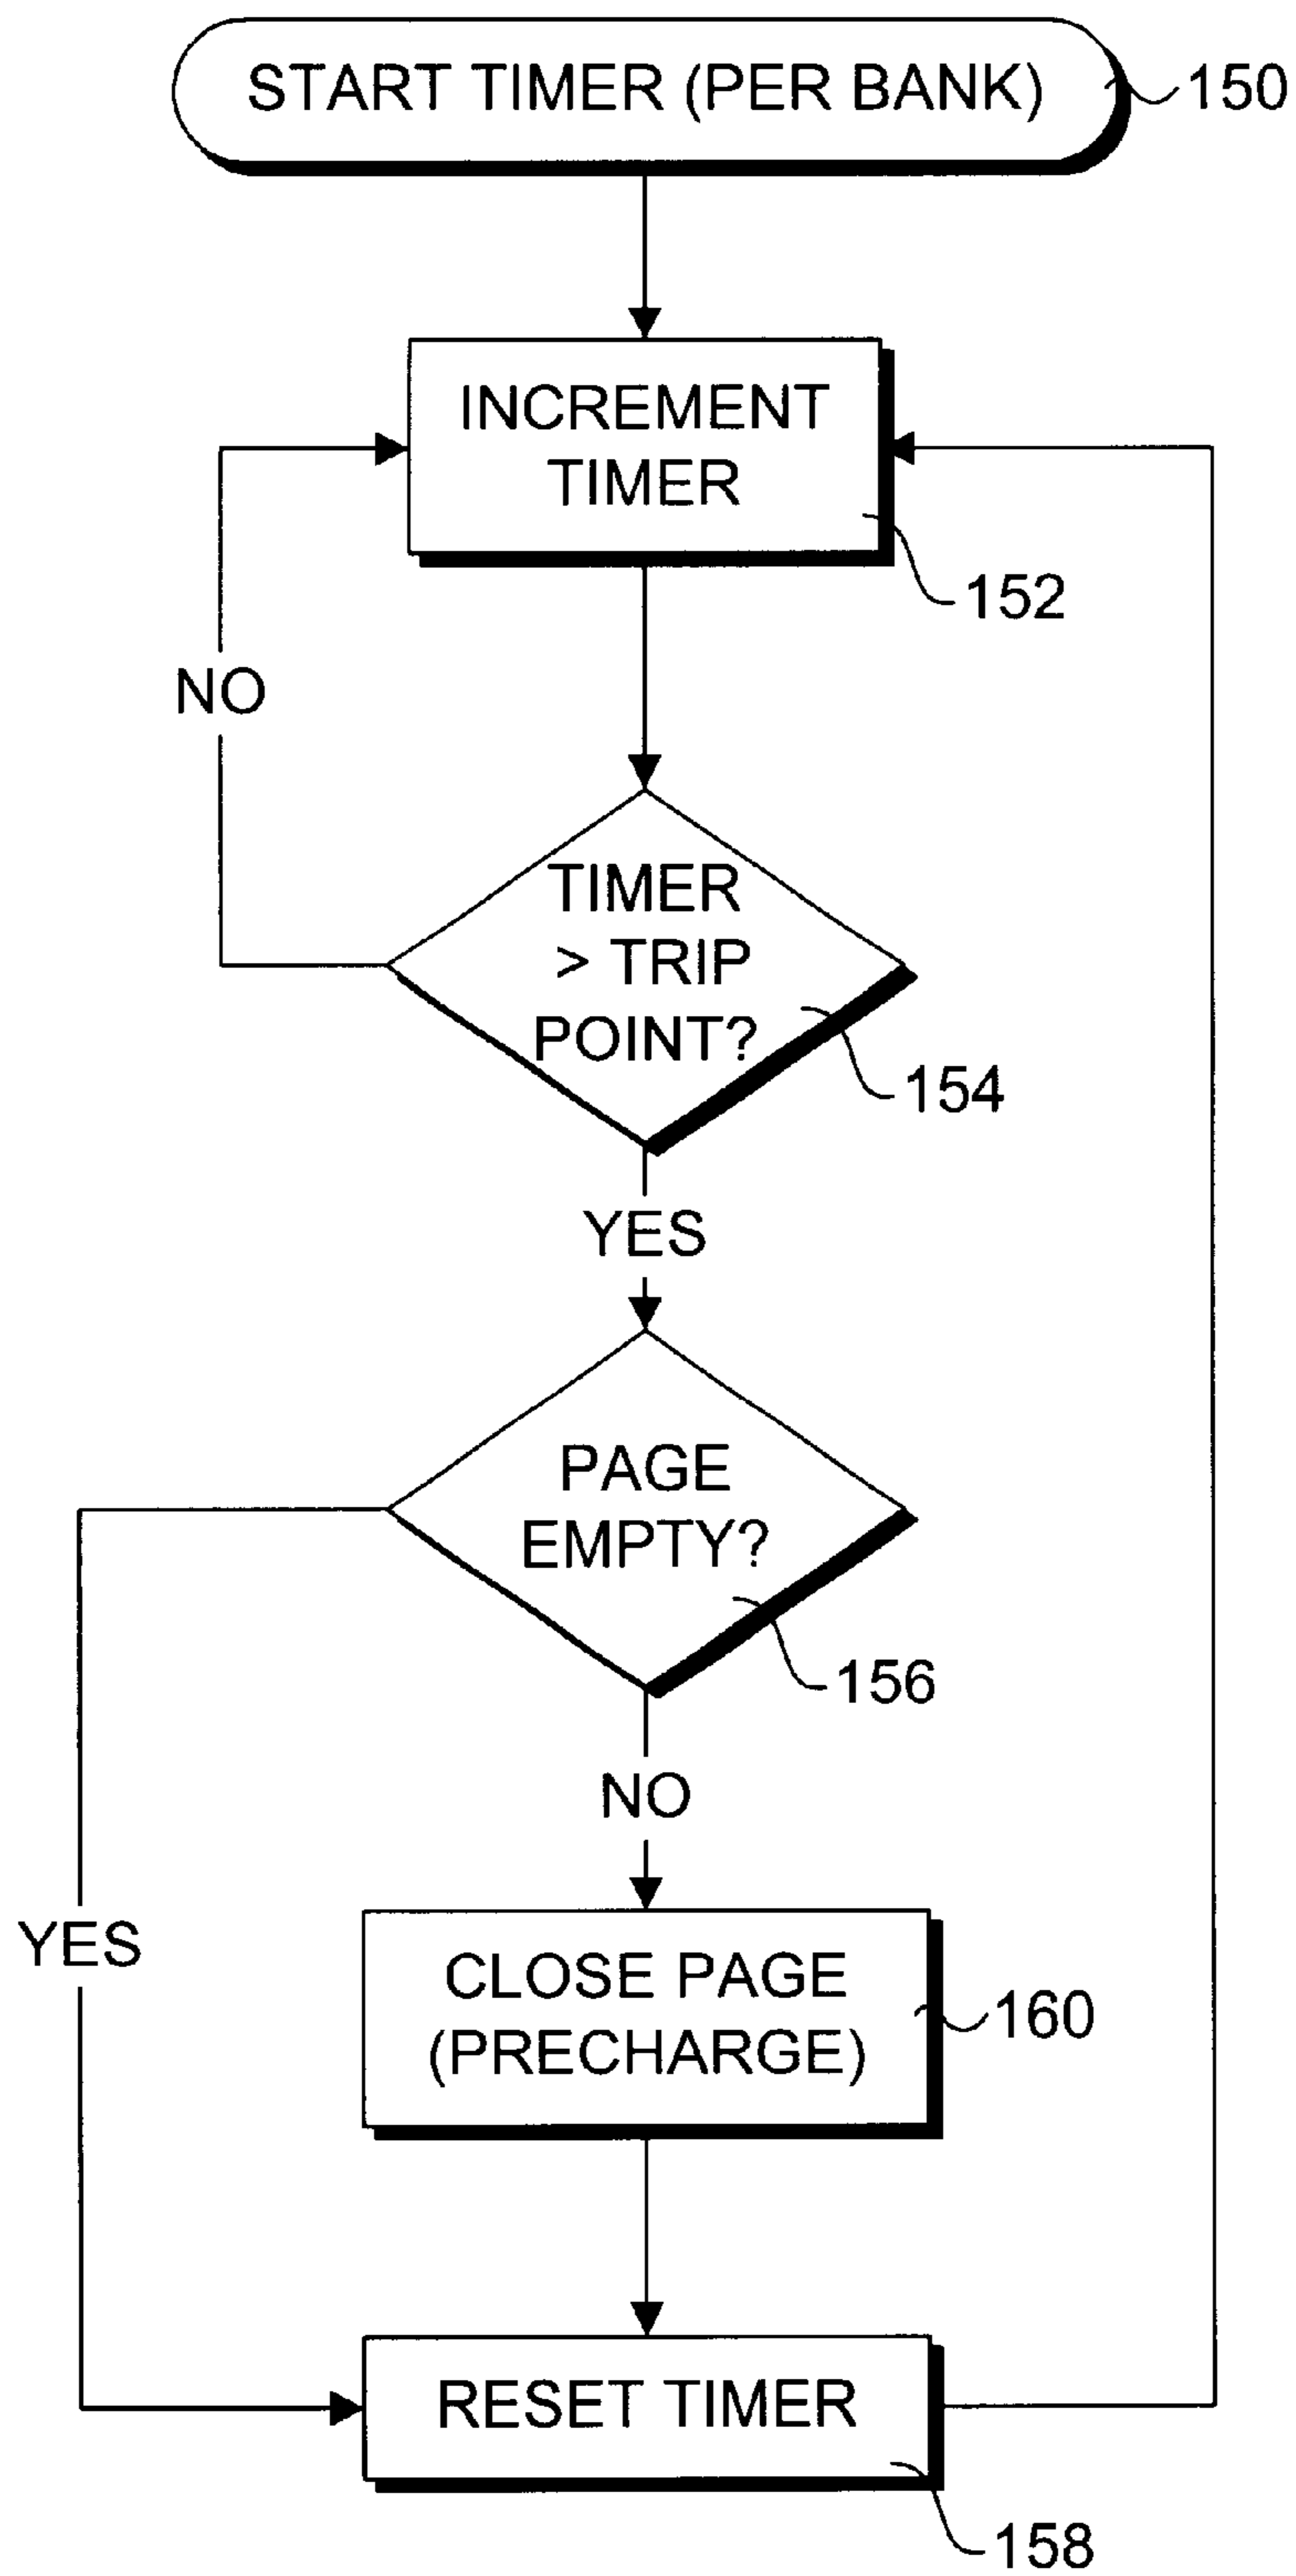 START TIMER (PER BANK)
150
INCREMENT
TIMER
152
NO
TIMER
> TRIP
POINT?
154
YES
PAGE
EMPTY?
156
NO
YES
CLOSE PAGE
(PRECHARGE)
160
RESET TIMER
158